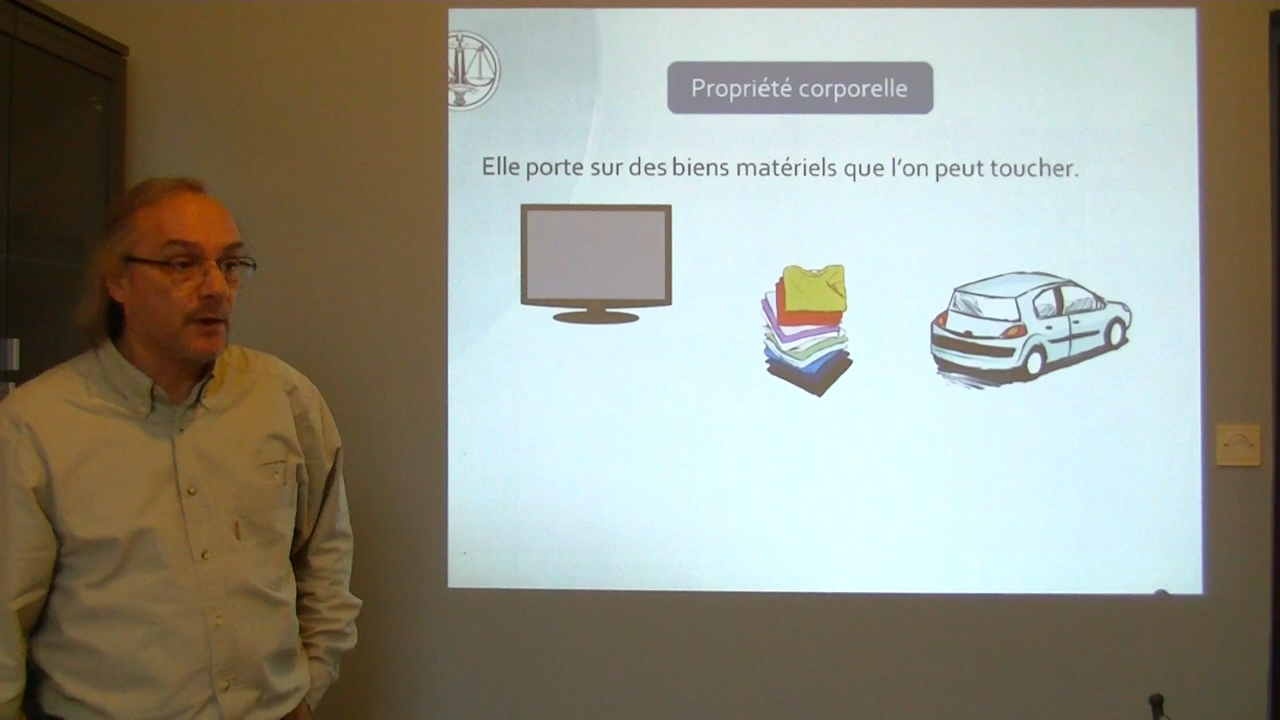 Propriété corporelle
Elle porte sur des biens matériels que l'on peut toucher.